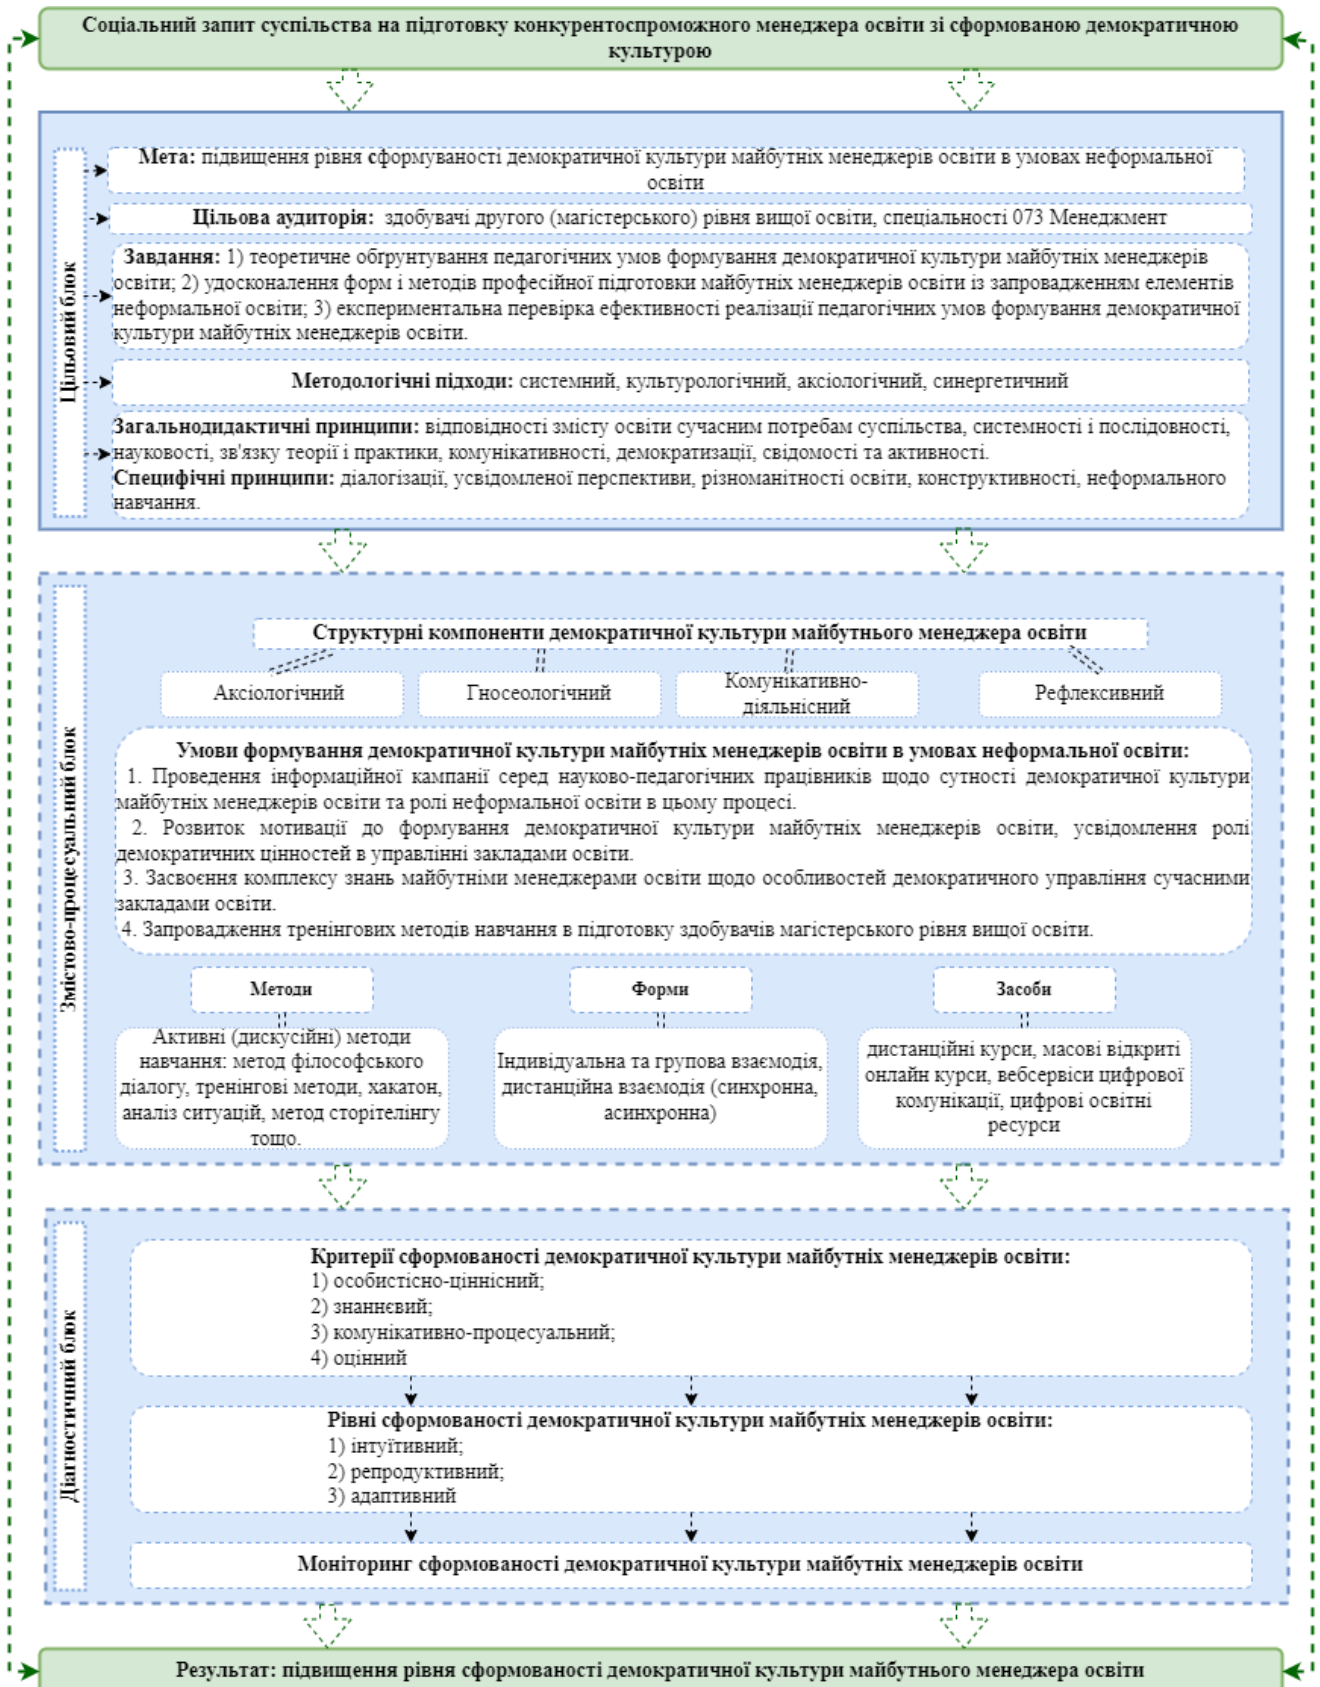 Соціальний запит суспільства на підготовку конкурентоспроможного менеджера освіти зі сформованою демократичною
культурою
Цільовий блок
Мета: підвищення рівня сформуваності демократичної культури майбутніх менеджерів освіти в умовах неформальної
освіти
Цільова аудиторія: здобувачі другого (магістерського) рівня вищої освіти, спеціальності 073 Менеджмент
Завдання: 1) теоретичне обґрунтування педагогічних умов формування демократичної культури майбутніх менеджерів
освіти; 2) удосконалення форм і методів професійної підготовки майбутніх менеджерів освіти із запровадженням елементів
неформальної освіти; 3) експериментальна перевірка ефективності реалізації педагогічних умов формування демократичної
культури майбутніх менеджерів освіти.
Методологічні підходи: системний, культурологічний, аксіологічний, синергетичний
Загальнодидактичні принципи: відповідності змісту освіти сучасним потребам суспільства, системності і послідовності,
науковості, зв'язку теорії і практики, комунікативності, демократизації, свідомості та активності.
Специфічні принципи: діалогізації, усвідомленої перспективи, різноманітності освіти, конструктивності, неформального
навчання.
Змістово-процесуальний блок
Структурні компоненти демократичної культури майбутнього менеджера освіти
Аксіологічний
Гносеологічний
Комунікативно-
діяльнісний
Рефлексивний
Умови формування демократичної культури майбутніх менеджерів освіти в умовах неформальної освіти:
1. Проведення інформаційної кампанії серед науково-педагогічних працівників щодо сутності демократичної культури
майбутніх менеджерів освіти та ролі неформальної освіти в цьому процесі.
2. Розвиток мотивації до формування демократичної культури майбутніх менеджерів освіти, усвідомлення ролі
демократичних цінностей в управлінні закладами освіти.
3. Засвоєння комплексу знань майбутніми менеджерами освіти щодо особливостей демократичного управління сучасними
закладами освіти.
4. Запровадження тренінгових методів навчання в підготовку здобувачів магістерського рівня вищої освіти.
Методи
Форми
Засоби
Активні (дискусійні) методи
навчання: метод філософського
діалогу, тренінгові методи, хакатон,
аналіз ситуацій, метод сторітелінгу
тощо.
Індивідуальна та групова взаємодія,
дистанційна взаємодія (синхронна,
асинхронна)
дистанційні курси, масові відкриті
онлайн курси, вебсервіси цифрової
комунікації, цифрові освітні
ресурси
Діагностичний блок
Критерії сформованості демократичної культури майбутніх менеджерів освіти:
1) особистісно-ціннісний;
2) знаннєвий;
3) комунікативно-процесуальний;
4) оцінний
Рівні сформованості демократичної культури майбутніх менеджерів освіти:
1) інтуїтивний;
2) репродуктивний;
3) адаптивний
Моніторинг сформованості демократичної культури майбутніх менеджерів освіти
Результат: підвищення рівня сформованості демократичної культури майбутнього менеджера освіти